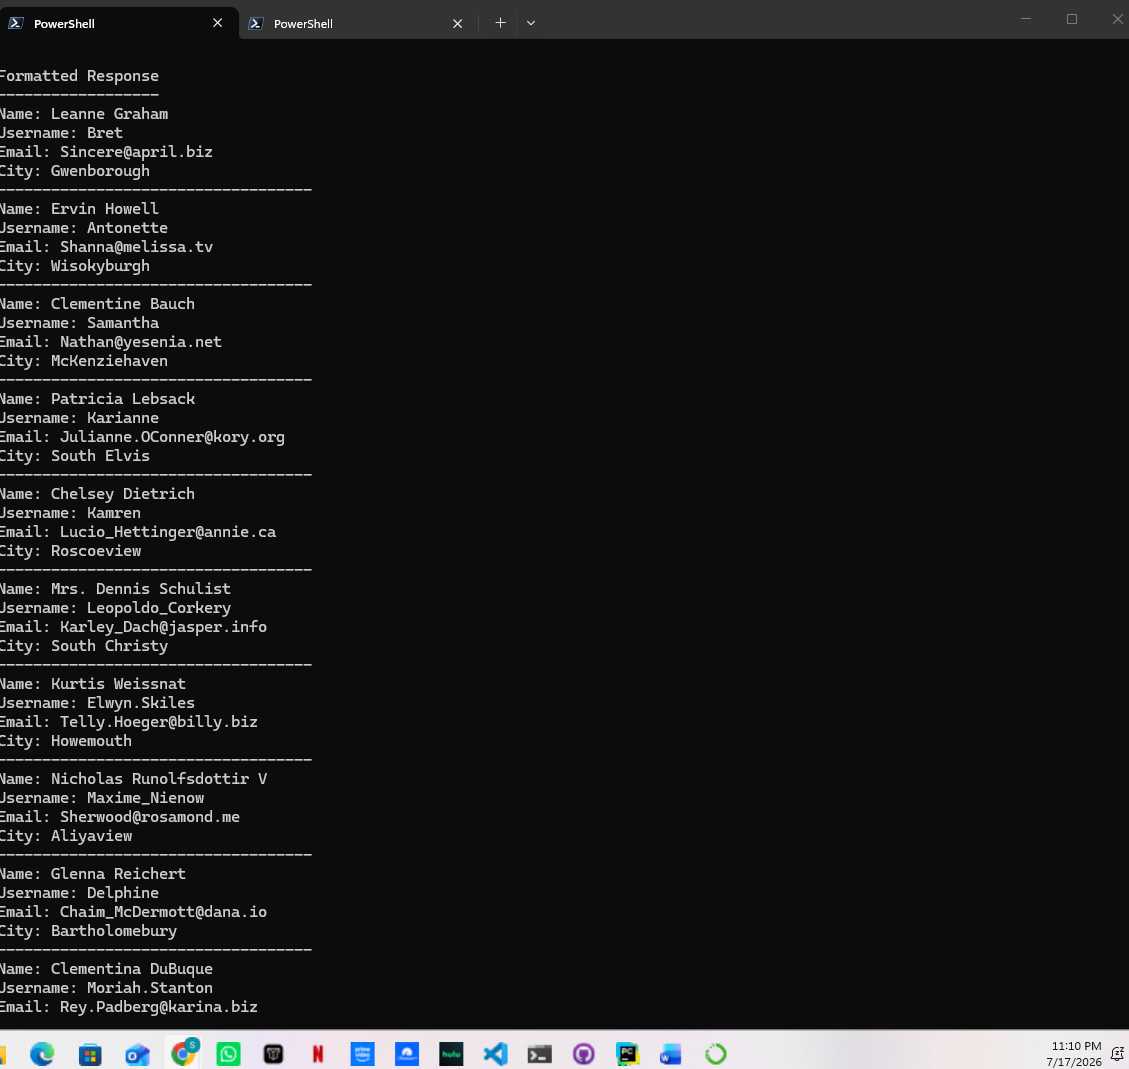 PowerShell
PowerShell
Formatted Response
------------------
Name: Leanne Graham
Username: Bret
Email: Sincere@april.biz
City: Gwenborough
-----------------------------------
Name: Ervin Howell
Username: Antonette
Email: Shanna@melissa.tv
City: Wisokyburgh
-----------------------------------
Name: Clementine Bauch
Username: Samantha
Email: Nathan@yesenia.net
City: McKenziehaven
-----------------------------------
Name: Patricia Lebsack
Username: Karianne
Email: Julianne.OConner@kory.org
City: South Elvis
-----------------------------------
Name: Chelsey Dietrich
Username: Kamren
Email: Lucio_Hettinger@annie.ca
City: Roscoeview
-----------------------------------
Name: Mrs. Dennis Schulist
Username: Leopoldo_Corkery
Email: Karley_Dach@jasper.info
City: South Christy
-----------------------------------
Name: Kurtis Weissnat
Username: Elwyn.Skiles
Email: Telly.Hoeger@billy.biz
City: Howemouth
-----------------------------------
Name: Nicholas Runolfsdottir V
Username: Maxime_Nienow
Email: Sherwood@rosamond.me
City: Aliyaview
-----------------------------------
Name: Glenna Reichert
Username: Delphine
Email: Chaim_McDermott@dana.io
City: Bartholomebury
-----------------------------------
Name: Clementina DuBuque
Username: Moriah.Stanton
Email: Rey.Padberg@karina.biz
S
N
prime video
hulu
PC
W
11:10 PM
7/17/2026